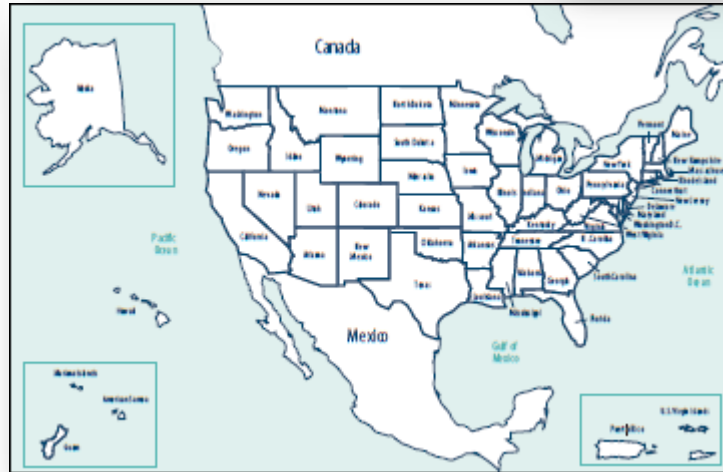 Canada
Alaska
Washington
Montana
North Dakota
Minnesota
Vermont
Maine
Oregon
Idaho
Wyoming
South Dakota
Wisconsin
Michigan
New York
New Hampshire
Massachusetts
Rhode Island
Connecticut
New Jersey
Delaware
Maryland
Washington D.C.
West Virginia
Nevada
Utah
Colorado
Nebraska
Kansas
Iowa
Missouri
Illinois
Indiana
Ohio
Pennsylvania
Kentucky
Virginia
California
Arizona
New
Mexico
Oklahoma
Arkansas
Tennessee
N. Carolina
South Carolina
Texas
Louisiana
Mississippi
Alabama
Georgia
Florida
Pacific
Ocean
Atlantic
Ocean
Hawaii
Mexico
Gulf of
Mexico
American Samoa
Guam
U.S. Virgin Islands
Puerto Rico